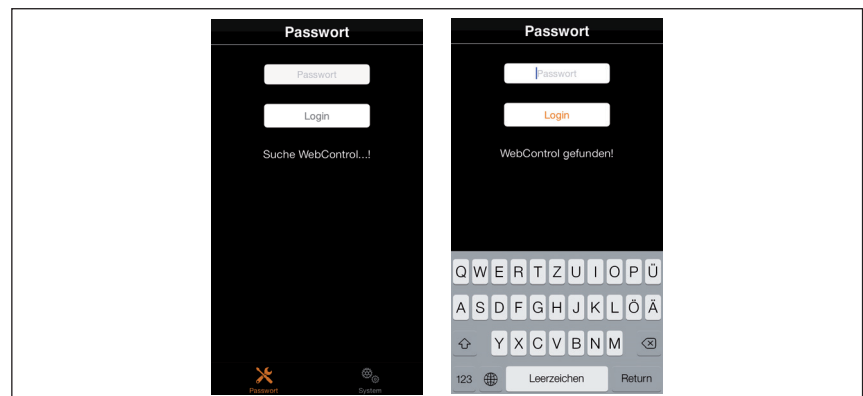 Passwort
Passwort
Login
Suche WebControl...!
Passwort
System
Passwort
Passwort
Login
WebControl gefunden!
Q W E R T Z U I O P Ü
A S D F G H J K L Ö Ä
Y X C V B N M
123 Leerzeichen Return